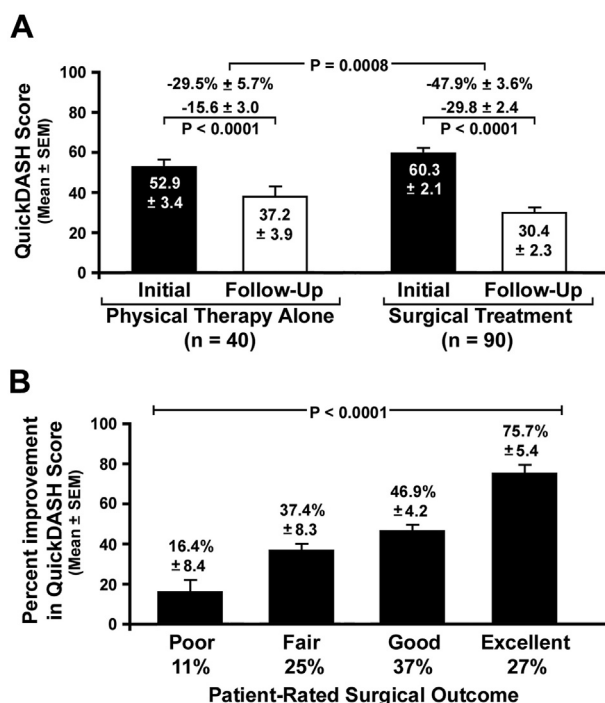 A
P = 0.0008
-29.5% ± 5.7%
-47.9% ± 3.6%
-15.6 ± 3.0
-29.8 ± 2.4
P < 0.0001
P < 0.0001
QuickDASH Score
(Mean ± SEM)
100
80
60
40
20
0
52.9
± 3.4
37.2
± 3.9
60.3
± 2.1
30.4
± 2.3
Initial
Follow-Up
Initial
Follow-Up
Physical Therapy Alone
(n = 40)
Surgical Treatment
(n = 90)
B
P < 0.0001
Percent improvement
in QuickDASH Score
(Mean ± SEM)
100
80
60
40
20
0
16.4%
± 8.4
37.4%
± 8.3
46.9%
± 4.2
75.7%
± 5.4
Poor
11%
Fair
25%
Good
37%
Excellent
27%
Patient-Rated Surgical Outcome